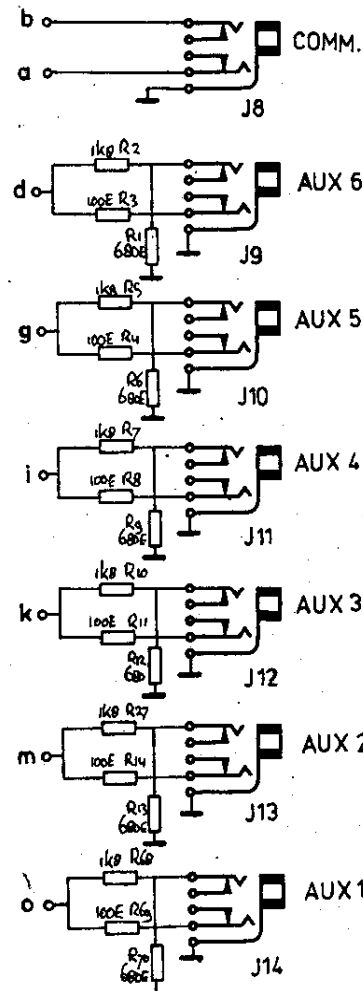 b
COMM.
a
J8
1k8 R2
d
AUX 6
100E R3
R1
680E
J9
1k8 R5
g
AUX 5
100E R4
R6
680E
J10
1k8 R7
i
AUX 4
100E R8
R9
680E
J11
1k8 R10
k
AUX 3
100E R11
R12
680
J12
1k8 R27
m
AUX 2
100E R14
R13
680E
J13
1k8 R68
o
AUX 1
100E R69
R70
680E
J14